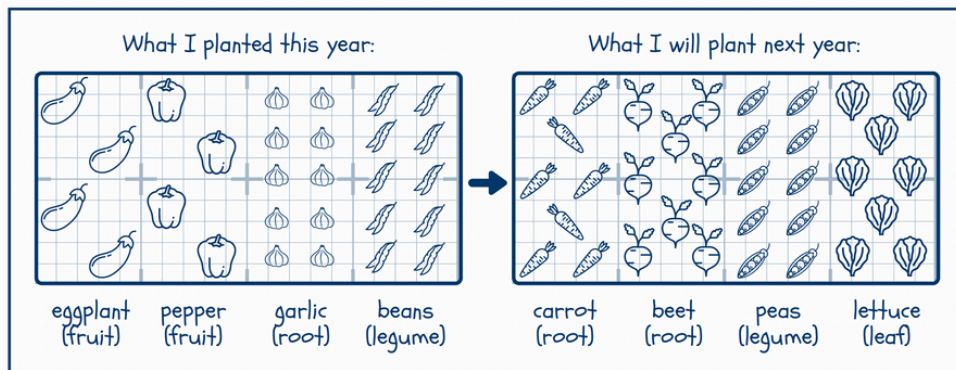 What I planted this year:
What I will plant next year:
eggplant
(fruit)
pepper
(fruit)
garlic
(root)
beans
(legume)
carrot
(root)
beet
(root)
peas
(legume)
lettuce
(leaf)